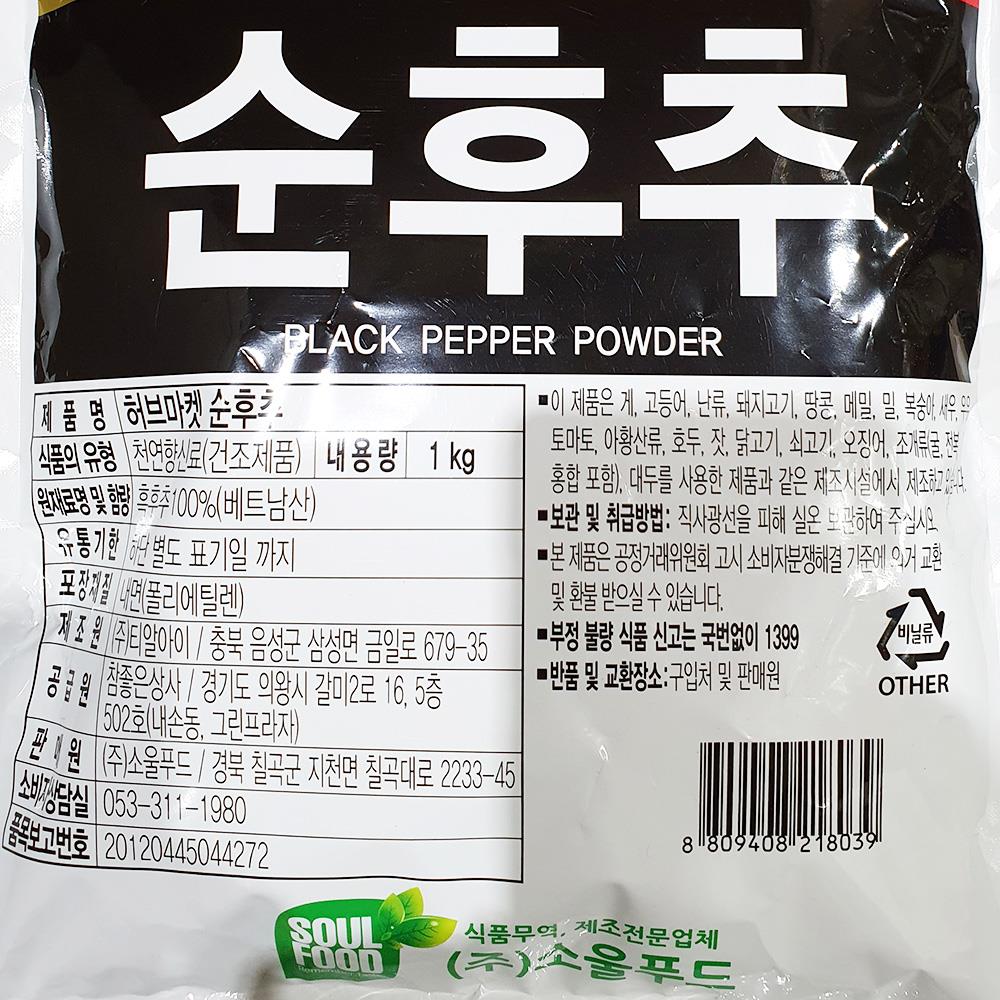 순후추
BLACK PEPPER POWDER
제품명 허브마켓 순후추
식품의 유형 천연향신료(건조제품) 내용량 1 kg
원재료명 및 함량 흑후추100%(베트남산)
유통기한 하단 별도 표기일 까지
포장재질 내면(폴리에틸렌)
제조원 (주)티알아이 / 충북 음성군 삼성면 금일로 679-35
공급원 참좋은상사 / 경기도 의왕시 갈미2로 16, 5층
502호(내손동, 그린프라자)
판매원 (주)소울푸드 / 경북 칠곡군 지천면 칠곡대로 2233-45
소비자상담실 053-311-1980
품목보고번호 20120445044272
■이 제품은 게, 고등어, 난류, 돼지고기, 땅콩, 메밀, 밀, 복숭아, 새우, 우유
토마토, 아황산류, 호두, 잣, 닭고기, 쇠고기, 오징어, 조개류(굴, 전복
홍합 포함), 대두를 사용한 제품과 같은 제조시설에서 제조하고 있습니다.
■보관 및 취급방법: 직사광선을 피해 실온 보관하여 주십시오.
■본 제품은 공정거래위원회 고시 소비자분쟁해결 기준에 의거 교환
및 환불 받으실 수 있습니다.
■부정 불량 식품 신고는 국번없이 1399
■반품 및 교환장소:구입처 및 판매원
비닐류
OTHER
8 809408 218039
SOUL
FOOD
식품무역, 제조전문업체
(주)소울푸드